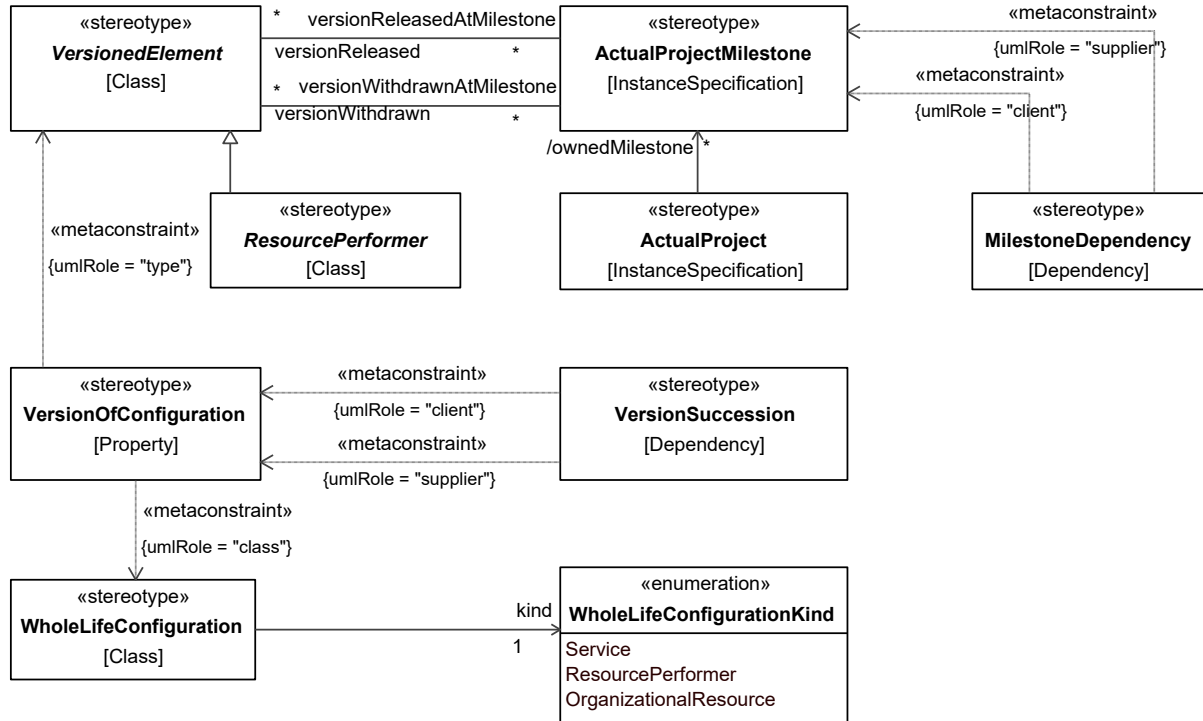 «stereotype»
VersionedElement
[Class]
* versionReleasedAtMilestone
versionReleased *
* versionWithdrawnAtMilestone
versionWithdrawn *
«stereotype»
ActualProjectMilestone
[InstanceSpecification]
«metaconstraint»
{umlRole = "supplier"}
«metaconstraint»
{umlRole = "client"}
/ownedMilestone *
«metaconstraint»
{umlRole = "type"}
«stereotype»
ResourcePerformer
[Class]
«stereotype»
ActualProject
[InstanceSpecification]
«stereotype»
MilestoneDependency
[Dependency]
«stereotype»
VersionOfConfiguration
[Property]
«metaconstraint»
{umlRole = "client"}
«metaconstraint»
{umlRole = "supplier"}
«stereotype»
VersionSuccession
[Dependency]
«metaconstraint»
{umlRole = "class"}
«stereotype»
WholeLifeConfiguration
[Class]
kind
1
«enumeration»
WholeLifeConfigurationKind
Service
ResourcePerformer
OrganizationalResource